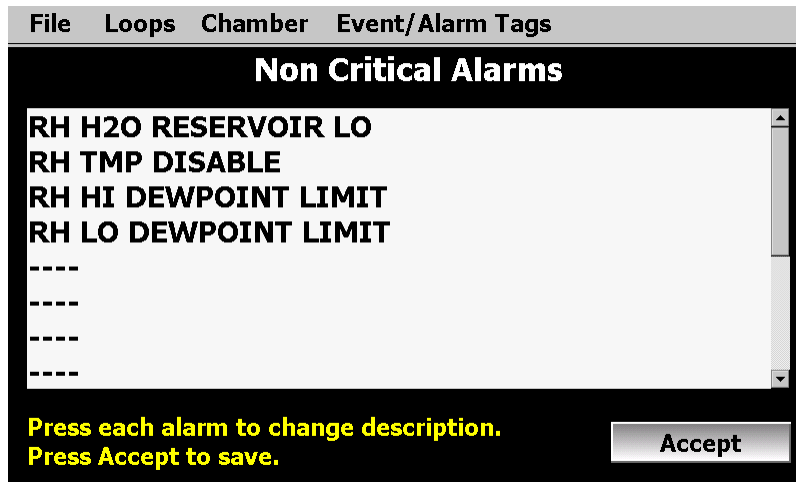 File Loops Chamber Event/Alarm Tags
Non Critical Alarms
RH H2O RESERVOIR LO
RH TMP DISABLE
RH HI DEWPOINT LIMIT
RH LO DEWPOINT LIMIT
----
----
----
----
Press each alarm to change description.
Press Accept to save.
Accept